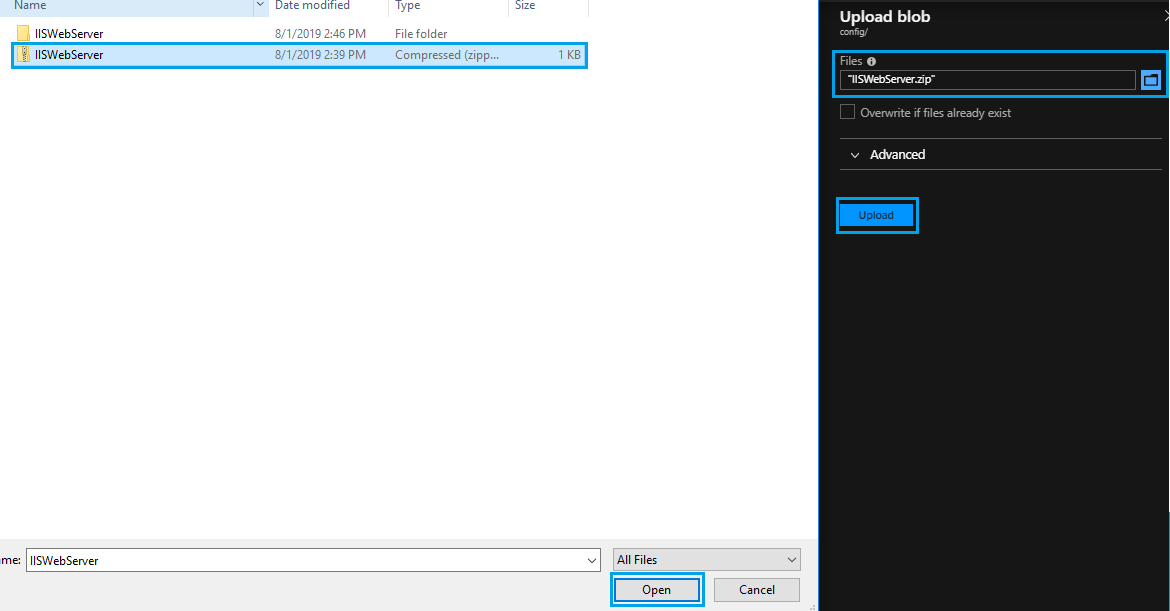 Name Date modified Type Size
IISWebServer 8/1/2019 2:46 PM File folder
IISWebServer 8/1/2019 2:39 PM Compressed (zipp... 1 KB
me: IISWebServer All Files
Open Cancel
Upload blob
config/
Files
"IISWebServer.zip"
Overwrite if files already exist
Advanced
Upload